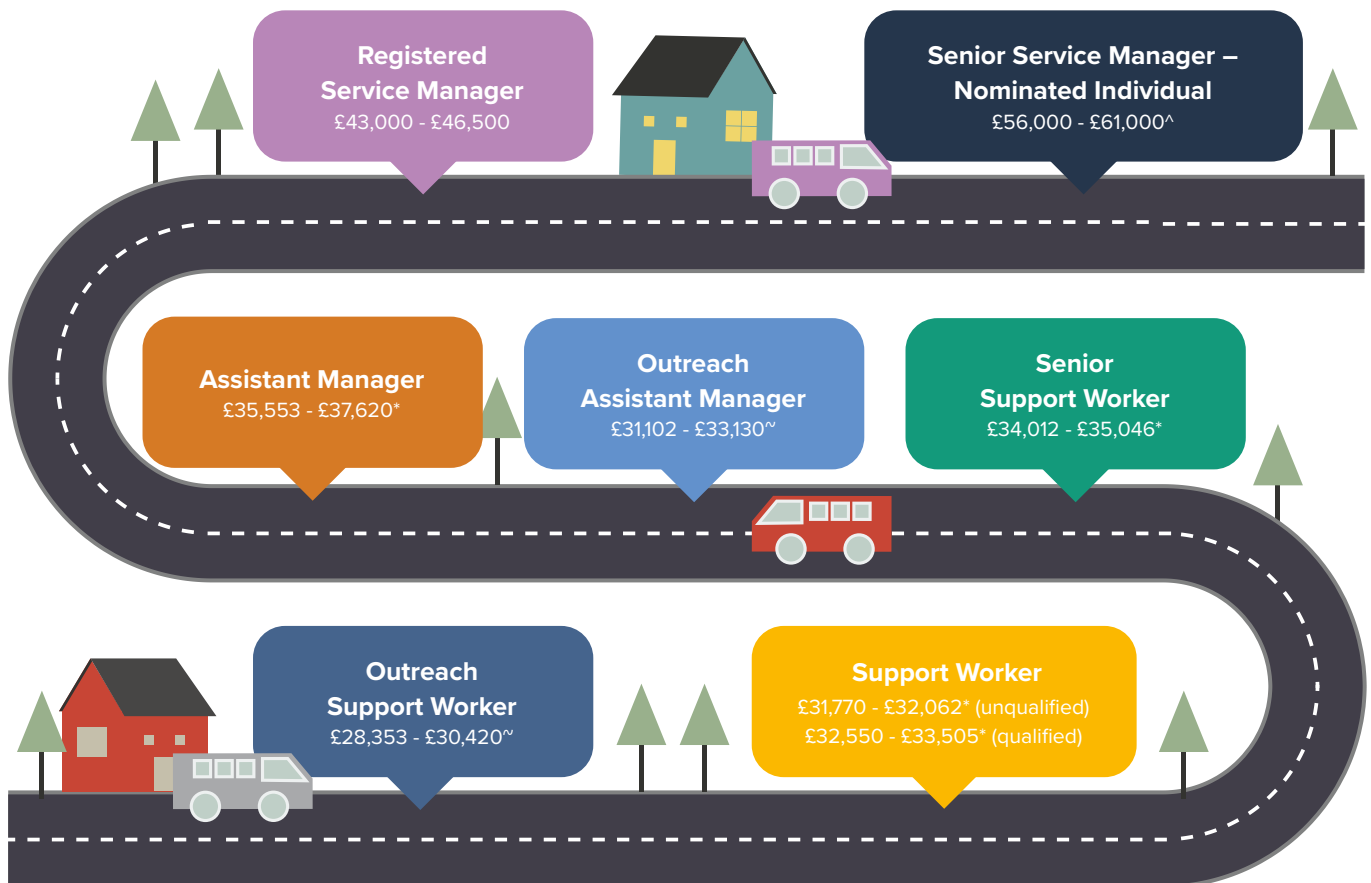 Registered
Service Manager
£43,000 - £46,500
Senior Service Manager –
Nominated Individual
£56,000 - £61,000^
Assistant Manager
£35,553 - £37,620*
Outreach
Assistant Manager
£31,102 - £33,130~
Senior
Support Worker
£34,012 - £35,046*
Outreach
Support Worker
£28,353 - £30,420~
Support Worker
£31,770 - £32,062* (unqualified)
£32,550 - £33,505* (qualified)